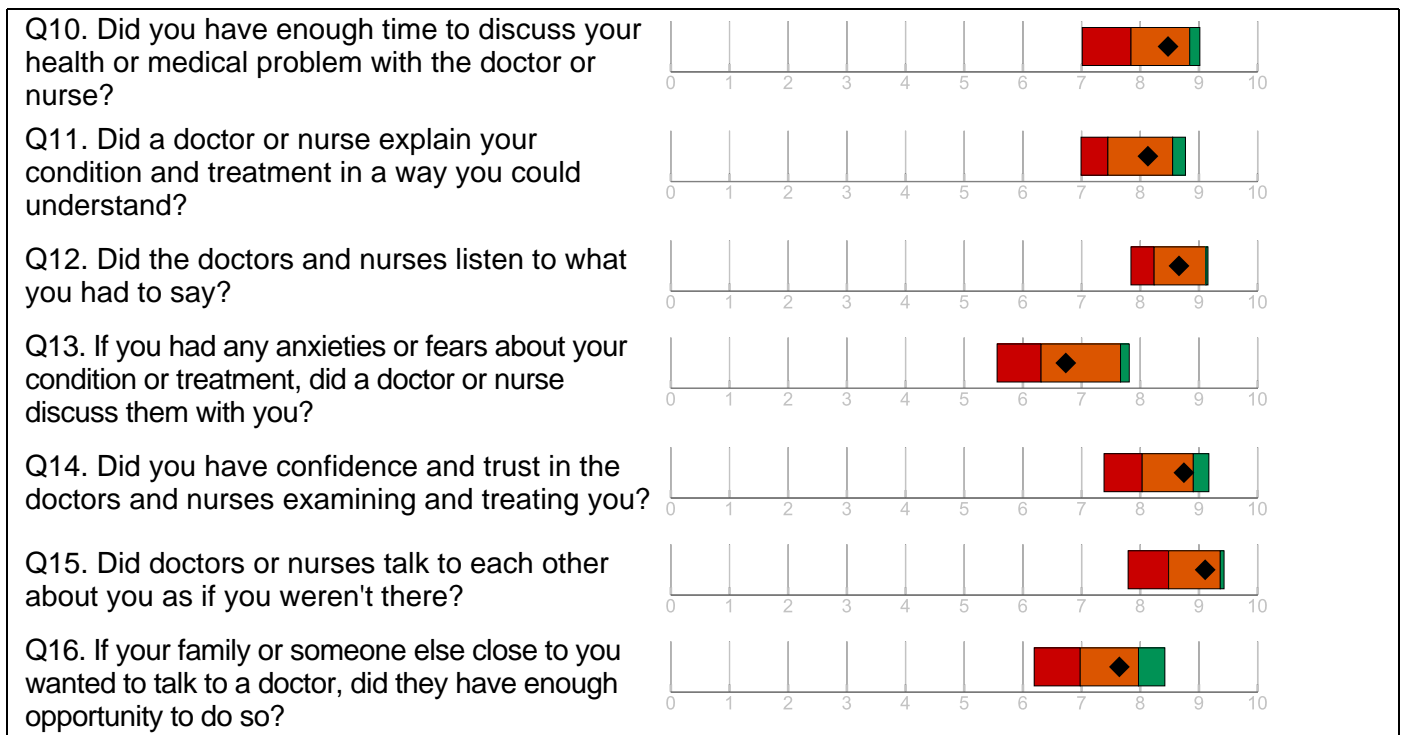 Q10. Did you have enough time to discuss your
health or medical problem with the doctor or
nurse?
0 1 2 3 4 5 6 7 8 9 10
Q11. Did a doctor or nurse explain your
condition and treatment in a way you could
understand?
0 1 2 3 4 5 6 7 8 9 10
Q12. Did the doctors and nurses listen to what
you had to say?
0 1 2 3 4 5 6 7 8 9 10
Q13. If you had any anxieties or fears about your
condition or treatment, did a doctor or nurse
discuss them with you?
0 1 2 3 4 5 6 7 8 9 10
Q14. Did you have confidence and trust in the
doctors and nurses examining and treating you?
0 1 2 3 4 5 6 7 8 9 10
Q15. Did doctors or nurses talk to each other
about you as if you weren't there?
0 1 2 3 4 5 6 7 8 9 10
Q16. If your family or someone else close to you
wanted to talk to a doctor, did they have enough
opportunity to do so?
0 1 2 3 4 5 6 7 8 9 10